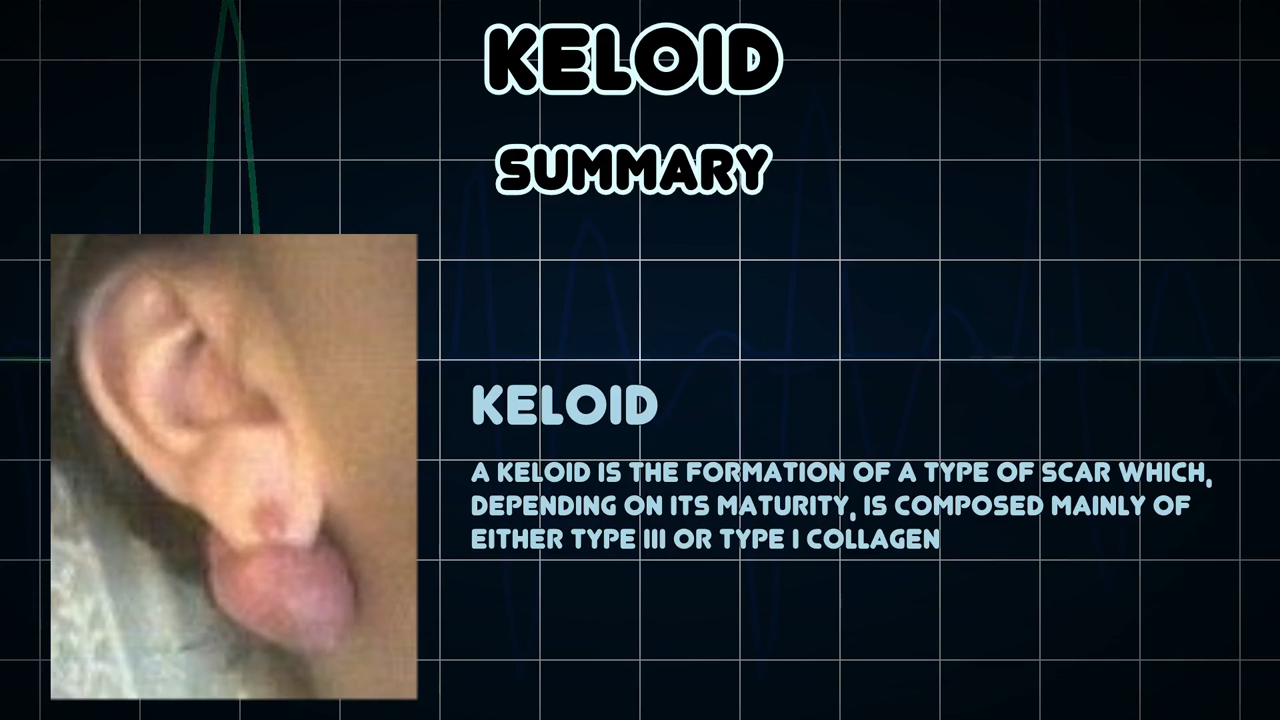 KELOID
SUMMARY
KELOID
A KELOID IS THE FORMATION OF A TYPE OF SCAR WHICH,
DEPENDING ON ITS MATURITY, IS COMPOSED MAINLY OF
EITHER TYPE III OR TYPE I COLLAGEN